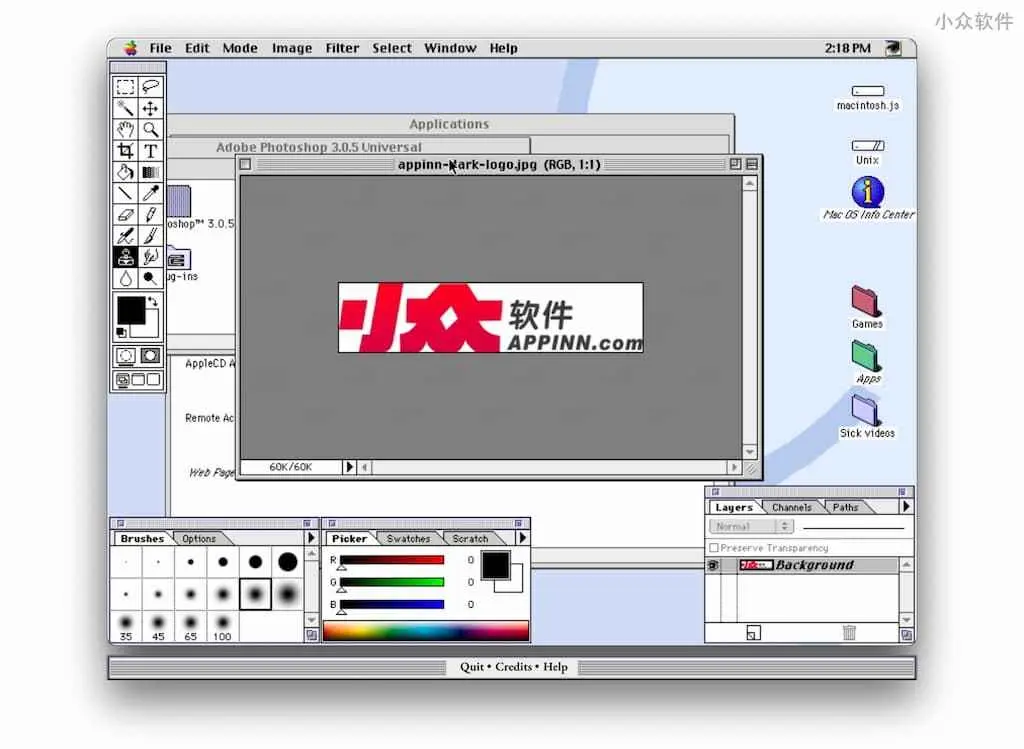 小众软件
File Edit Mode Image Filter Select Window Help
2:18 PM
macintosh.js
Unix
Mac OS Info Center
Games
Apps
Sick videos
Applications
Adobe Photoshop 3.0.5 Universal
oshop™ 3.0.5
ug-ins
AppleCD A
Remote Ac
Web Page
appinn-dark-logo.jpg (RGB, 1:1)
小众 软件
APPINN.com
60K/60K
Brushes Options
35 45 65 100
Picker Swatches Scratch
R 0
G 0
B 0
Layers Channels Paths
Normal
Preserve Transparency
Background
Quit • Credits • Help